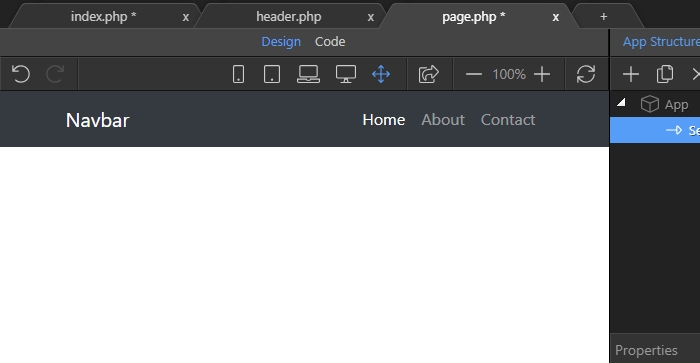 index.php * x header.php x page.php * x +
Design Code App Structure
100%
Navbar Home About Contact App
Se
Properties